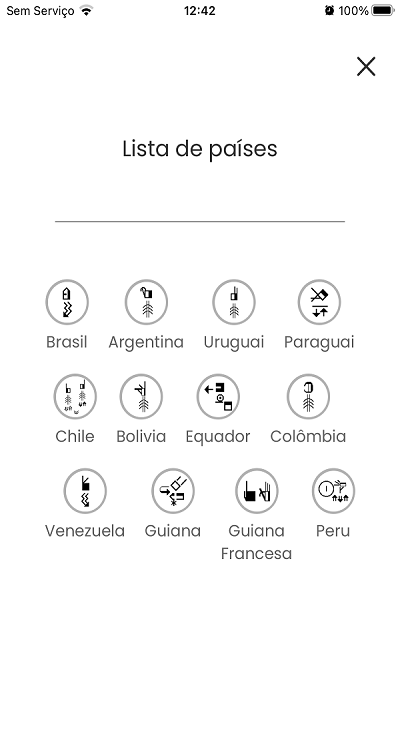 Sem Serviço 12:42 100%
Lista de países
Brasil Argentina Uruguai Paraguai
Chile Bolivia Equador Colômbia
Venezuela Guiana Guiana Francesa Peru